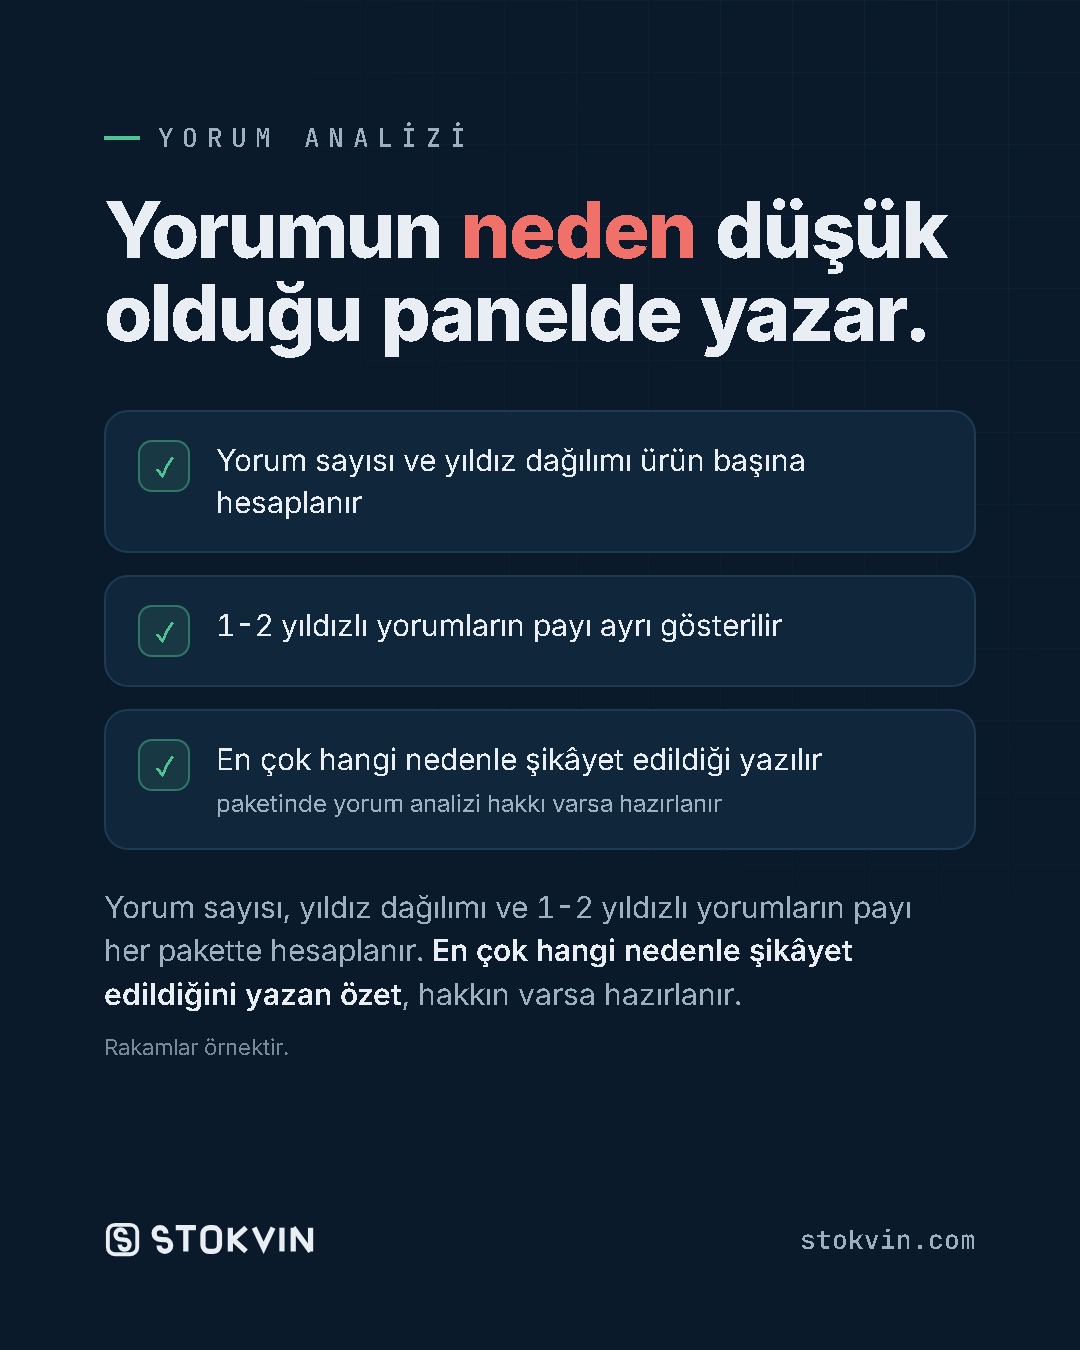 YORUM ANALİZİ
Yorumun neden düşük
olduğu panelde yazar.
✓ Yorum sayısı ve yıldız dağılımı ürün başına
hesaplanır
✓ 1-2 yıldızlı yorumların payı ayrı gösterilir
✓ En çok hangi nedenle şikâyet edildiği yazılır
paketinde yorum analizi hakkı varsa hazırlanır
Yorum sayısı, yıldız dağılımı ve 1-2 yıldızlı yorumların payı
her pakette hesaplanır. En çok hangi nedenle şikâyet
edildiğini yazan özet, hakkın varsa hazırlanır.
Rakamlar örnektir.
STOKVIN
stokvin.com